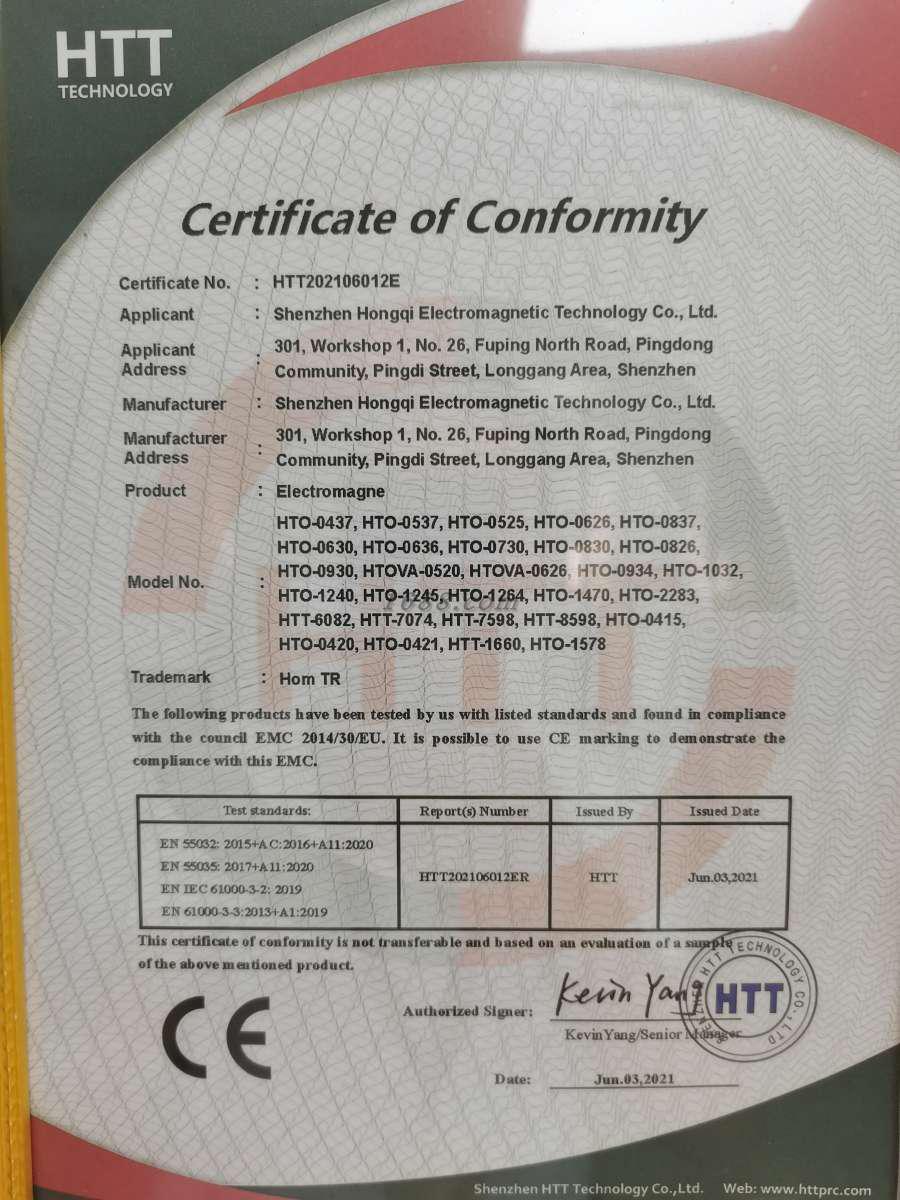 HTT
TECHNOLOGY
Certificate of Conformity
Certificate No. : HTT202106012E
Applicant : Shenzhen Hongqi Electromagnetic Technology Co., Ltd.
Applicant Address : 301, Workshop 1, No. 26, Fuping North Road, Pingdong
Community, Pingdi Street, Longgang Area, Shenzhen
Manufacturer : Shenzhen Hongqi Electromagnetic Technology Co., Ltd.
Manufacturer Address : 301, Workshop 1, No. 26, Fuping North Road, Pingdong
Community, Pingdi Street, Longgang Area, Shenzhen
Product : Electromagne
HTO-0437, HTO-0537, HTO-0525, HTO-0626, HTO-0837,
HTO-0630, HTO-0636, HTO-0730, HTO-0830, HTO-0826,
HTO-0930, HTOVA-0520, HTOVA-0626, HTO-0934, HTO-1032,
Model No. : HTO-1240, HTO-1245, HTO-1264, HTO-1470, HTO-2283,
1688.com
HTT-6082, HTT-7074, HTT-7598, HTT-8598, HTO-0415,
HTO-0420, HTO-0421, HTT-1660, HTO-1578
Trademark : Hom TR
The following products have been tested by us with listed standards and found in compliance
with the council EMC 2014/30/EU. It is possible to use CE marking to demonstrate the
compliance with this EMC.
Test standards: Report(s) Number Issued By Issued Date
EN 55032: 2015+AC:2016+A11:2020
EN 55035: 2017+A11:2020
HTT202106012ER HTT Jun.03,2021
EN IEC 61000-3-2: 2019
EN 61000-3-3:2013+A1:2019
This certificate of conformity is not transferable and based on an evaluation of a sample
of the above mentioned product.
CE
Authorized Signer: Kevin Yang
KevinYang/Senior Manager
SHENZHEN HTT TECHNOLOGY CO.,LTD
HTT
Date: Jun.03,2021
Shenzhen HTT Technology Co.,Ltd. Web: www.httprc.com